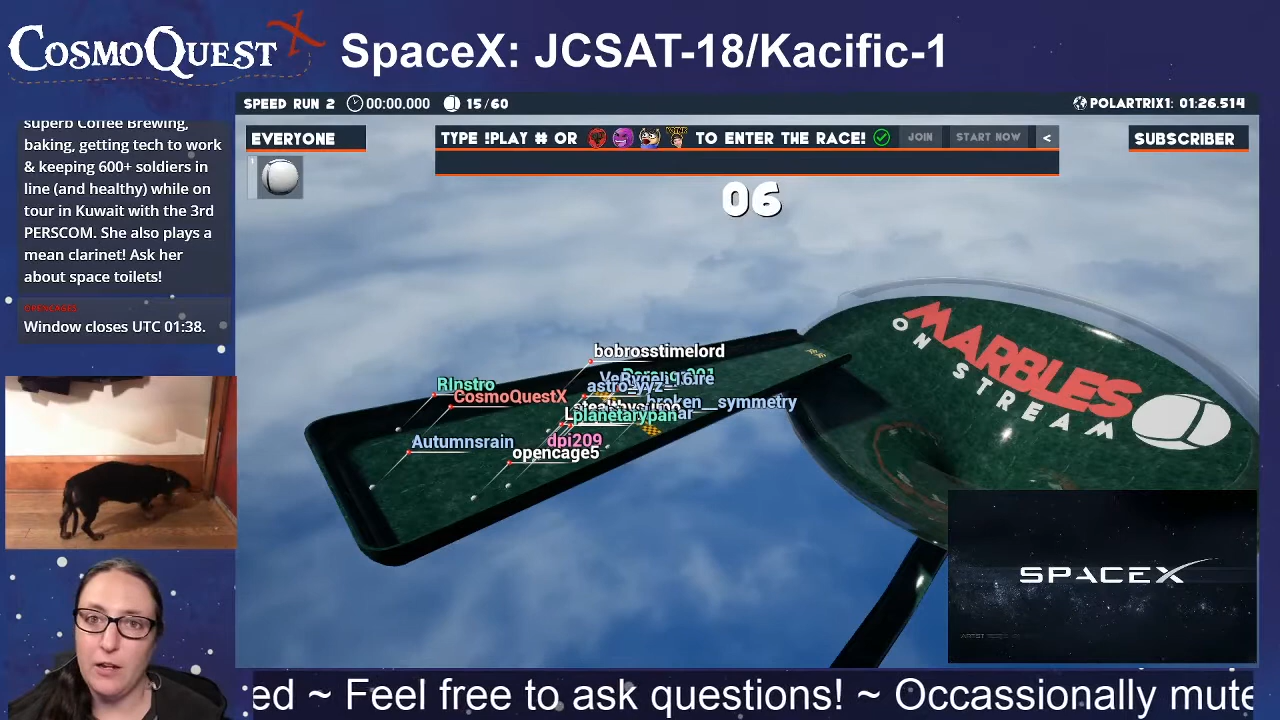 COSMOQUEST X
SpaceX: JCSAT-18/Kacific-1
SPEED RUN 2 00:00.000 15/60
POLARTRIX1: 01:26.514
superb Coffee Brewing,
baking, getting tech to work
& keeping 600+ soldiers in
line (and healthy) while on
tour in Kuwait with the 3rd
PERSCOM. She also plays a
mean clarinet! Ask her
about space toilets!
OPENCAGE5
Window closes UTC 01:38.
EVERYONE
1
TYPE !PLAY # OR TO ENTER THE RACE! JOIN START NOW <
SUBSCRIBER
06
MARBLES
ON STREAM
bobrosstimelord
RInstro
CosmoQuestX
astro_xyz_
broken__symmetry
planetarypan
Autumnsrain
dpi209
opencage5
SPACEX
ed ~ Feel free to ask questions! ~ Occassionally mute